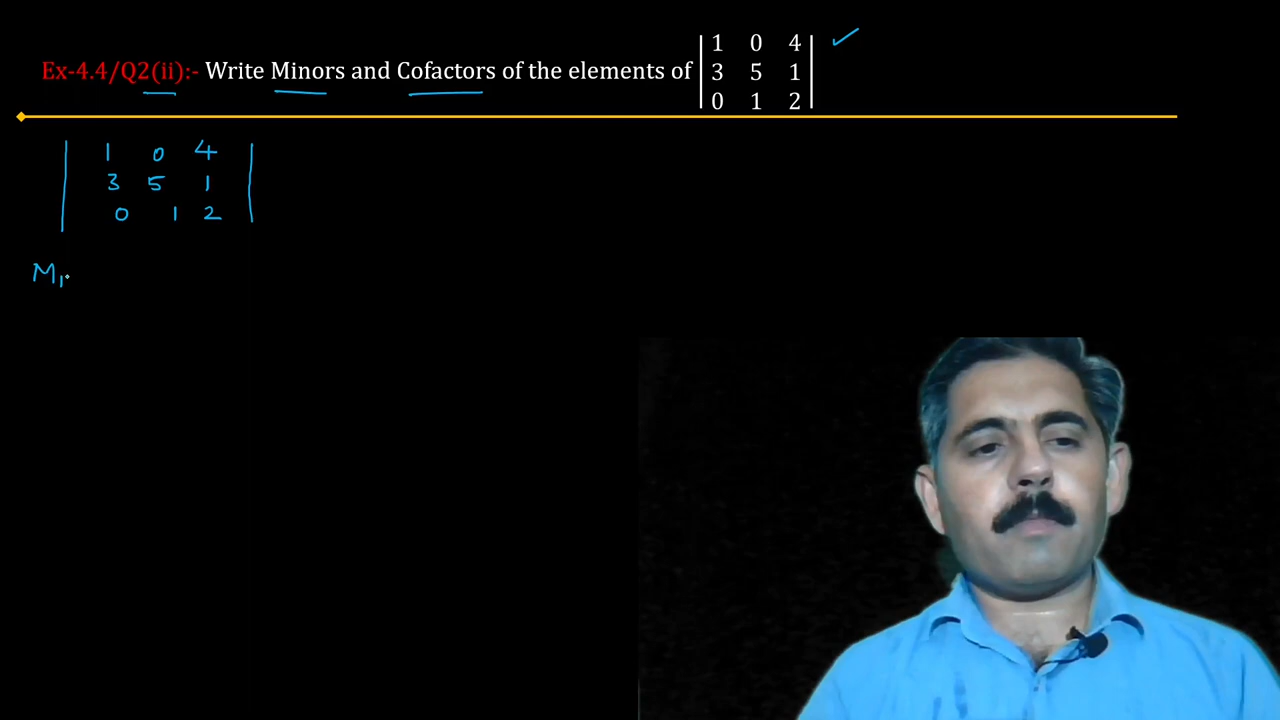 Ex-4.4/Q2(ii):- Write Minors and Cofactors of the elements of
1 0 4
3 5 1
0 1 2
1 0 4
3 5 1
0 1 2
M1